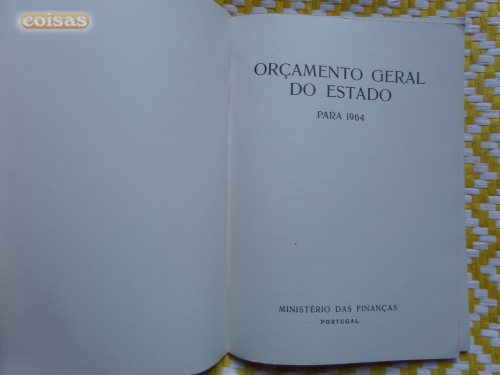 coisas
ORÇAMENTO GERAL
DO ESTADO
PARA 1964
MINISTÉRIO DAS FINANÇAS
PORTUGAL